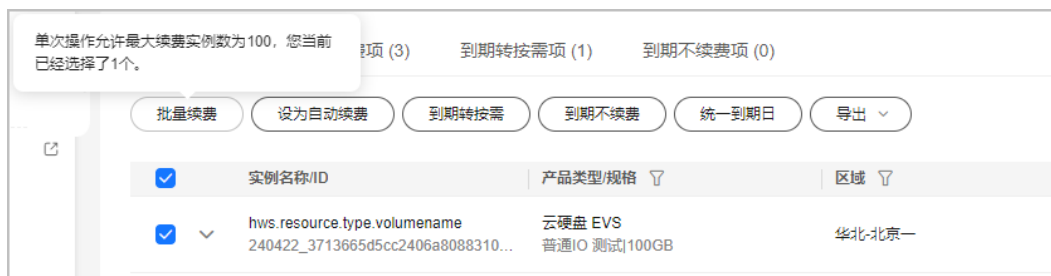 单次操作允许最大续费实例数为100，您当前
已经选择了1个。
费项 (3) 到期转按需项 (1) 到期不续费项 (0)
批量续费 设为自动续费 到期转按需 到期不续费 统一到期日 导出
实例名称/ID 产品类型/规格 区域
hws.resource.type.volumename 云硬盘 EVS 华北-北京一
240422_3713665d5cc2406a8088310... 普通IO 测试|100GB